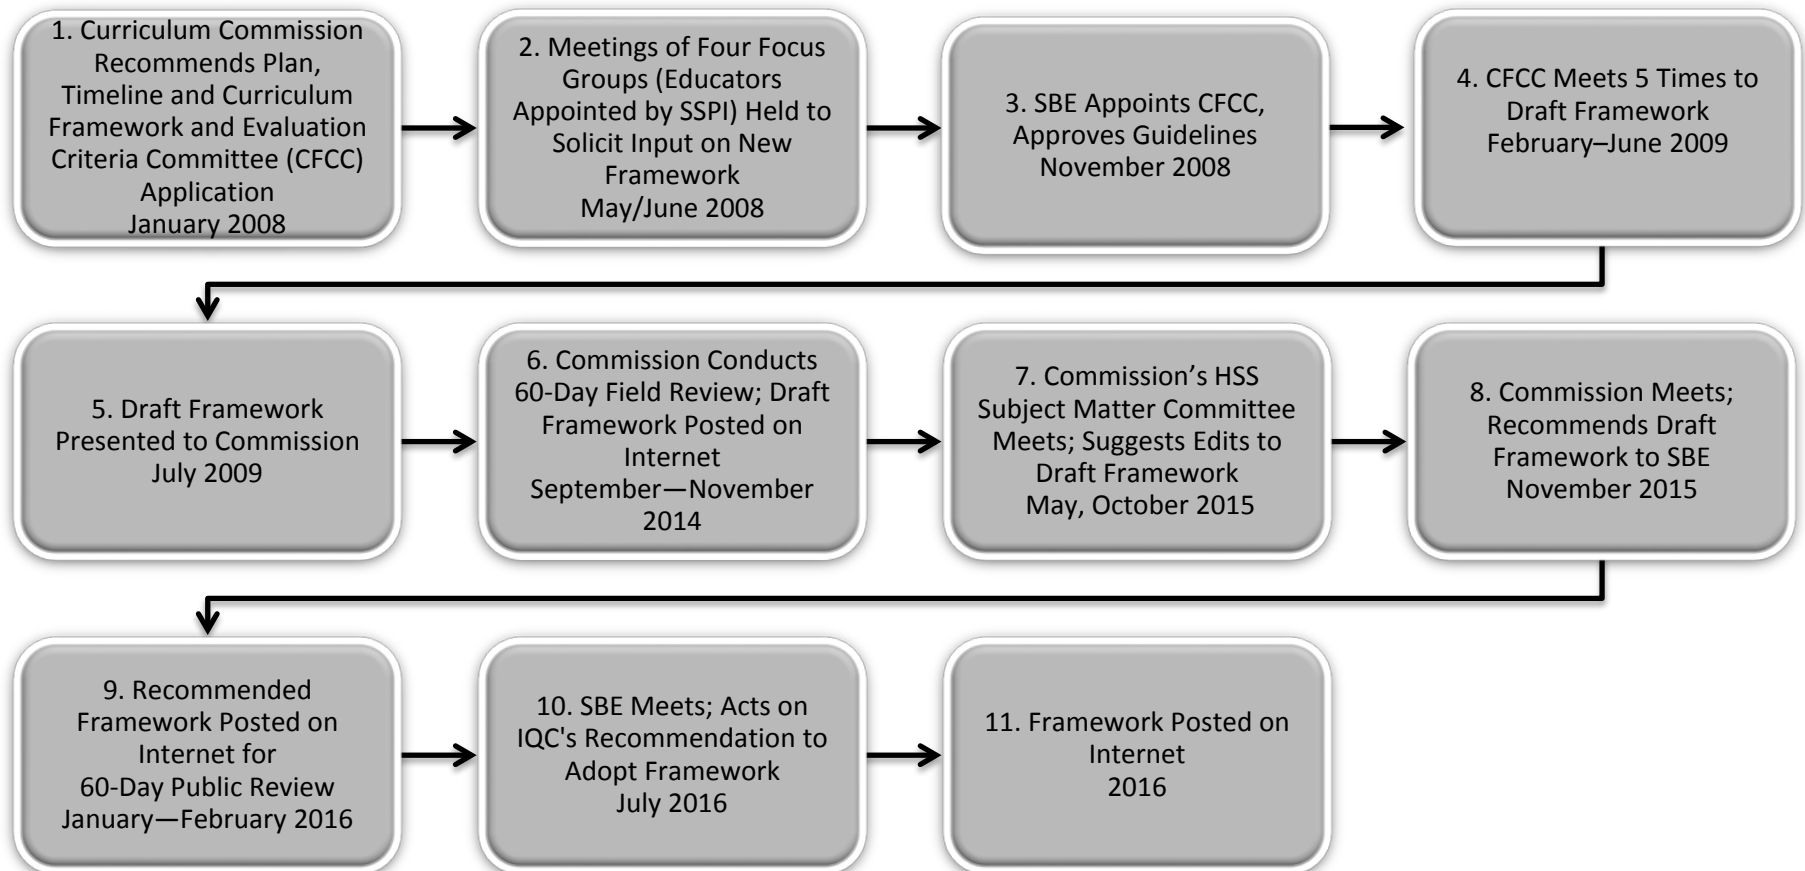 1. Curriculum Commission
Recommends Plan,
Timeline and Curriculum
Framework and Evaluation
Criteria Committee (CFCC)
Application
January 2008
2. Meetings of Four Focus
Groups (Educators
Appointed by SSPI) Held to
Solicit Input on New
Framework
May/June 2008
3. SBE Appoints CFCC,
Approves Guidelines
November 2008
4. CFCC Meets 5 Times to
Draft Framework
February–June 2009
5. Draft Framework
Presented to Commission
July 2009
6. Commission Conducts
60-Day Field Review; Draft
Framework Posted on
Internet
September—November
2014
7. Commission’s HSS
Subject Matter Committee
Meets; Suggests Edits to
Draft Framework
May, October 2015
8. Commission Meets;
Recommends Draft
Framework to SBE
November 2015
9. Recommended
Framework Posted on
Internet for
60-Day Public Review
January—February 2016
10. SBE Meets; Acts on
IQC's Recommendation to
Adopt Framework
July 2016
11. Framework Posted on
Internet
2016